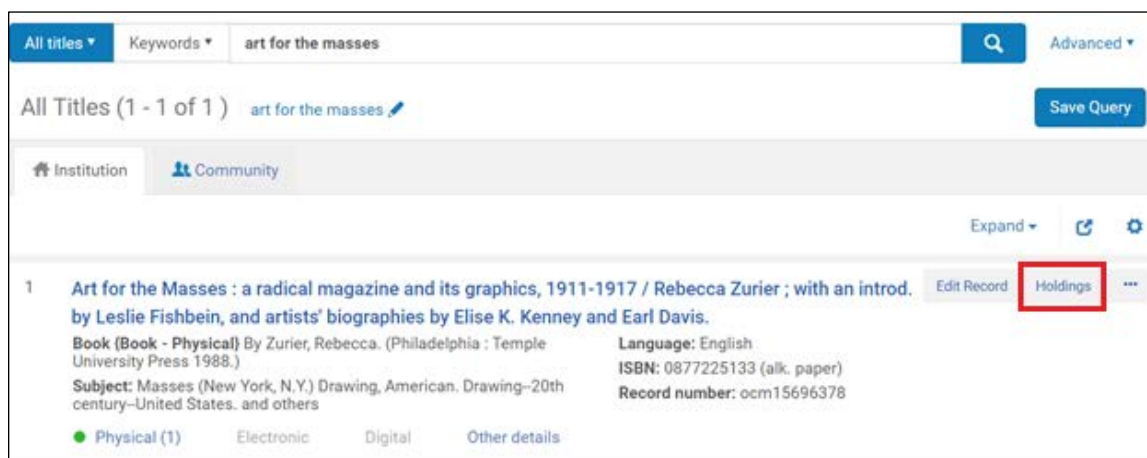 All titles ▾ Keywords ▾ art for the masses Advanced ▾
All Titles (1 - 1 of 1 ) art for the masses Save Query
Institution Community
Expand ▾
1 Art for the Masses : a radical magazine and its graphics, 1911-1917 / Rebecca Zurier ; with an introd. Edit Record Holdings •••
by Leslie Fishbein, and artists' biographies by Elise K. Kenney and Earl Davis.
Book {Book - Physical} By Zurier, Rebecca. (Philadelphia : Temple Language: English
University Press 1988.) ISBN: 0877225133 (alk. paper)
Subject: Masses (New York, N.Y.) Drawing, American. Drawing--20th Record number: ocm15696378
century--United States. and others
Physical (1) Electronic Digital Other details